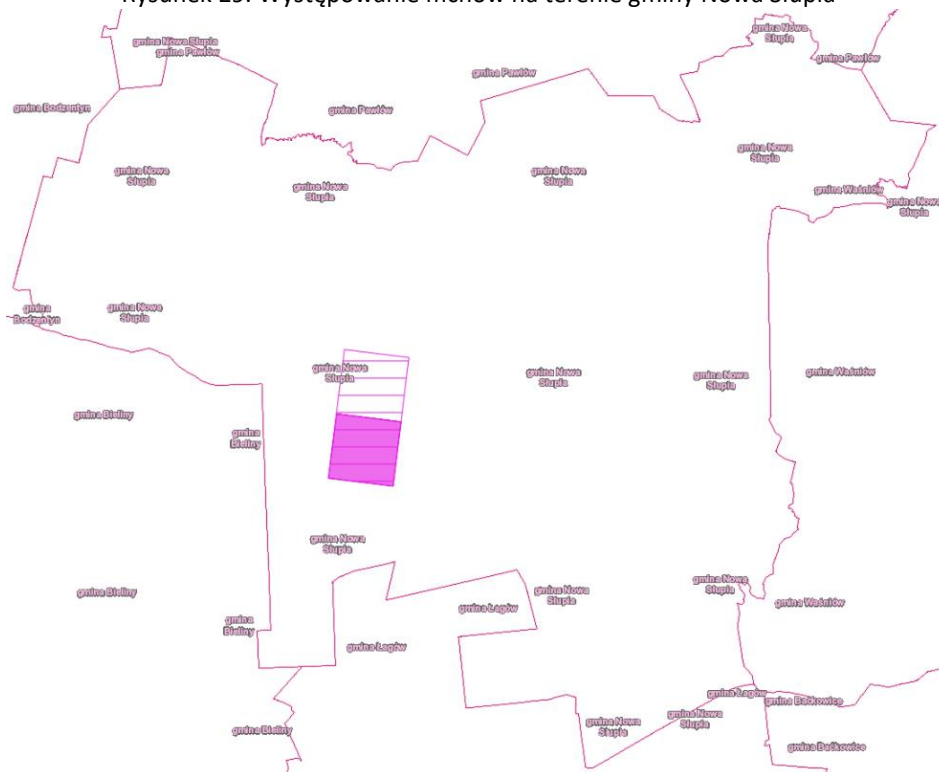 Rysunek 29. Występowanie mchów na terenie gminy Nowa Słupia
gmina Nowa
Słupia
gmina Nowa Słupia
gmina Pawłów
gmina Pawłów
gmina Pawłów
gmina Bodzentyn
gmina Pawłów
gmina Nowa
Słupia
gmina Nowa
Słupia
gmina Nowa
Słupia
gmina Nowa
Słupia
gmina Waśniów
gmina Nowa
Słupia
gmina
Bodzentyn
gmina Nowa
Słupia
gmina Nowa
Słupia
gmina Nowa
Słupia
gmina Nowa
Słupia
gmina Waśniów
gmina Bieliny
gmina
Bieliny
gmina Nowa
Słupia
gmina Bieliny
gmina Nowa
Słupia
gmina Nowa
Słupia
gmina Waśniów
gmina Łagów
gmina
Bieliny
gmina Łagów
gmina Łagów
gmina Baćkowice
gmina Bieliny
gmina Nowa
Słupia
gmina Nowa
Słupia
gmina Baćkowice